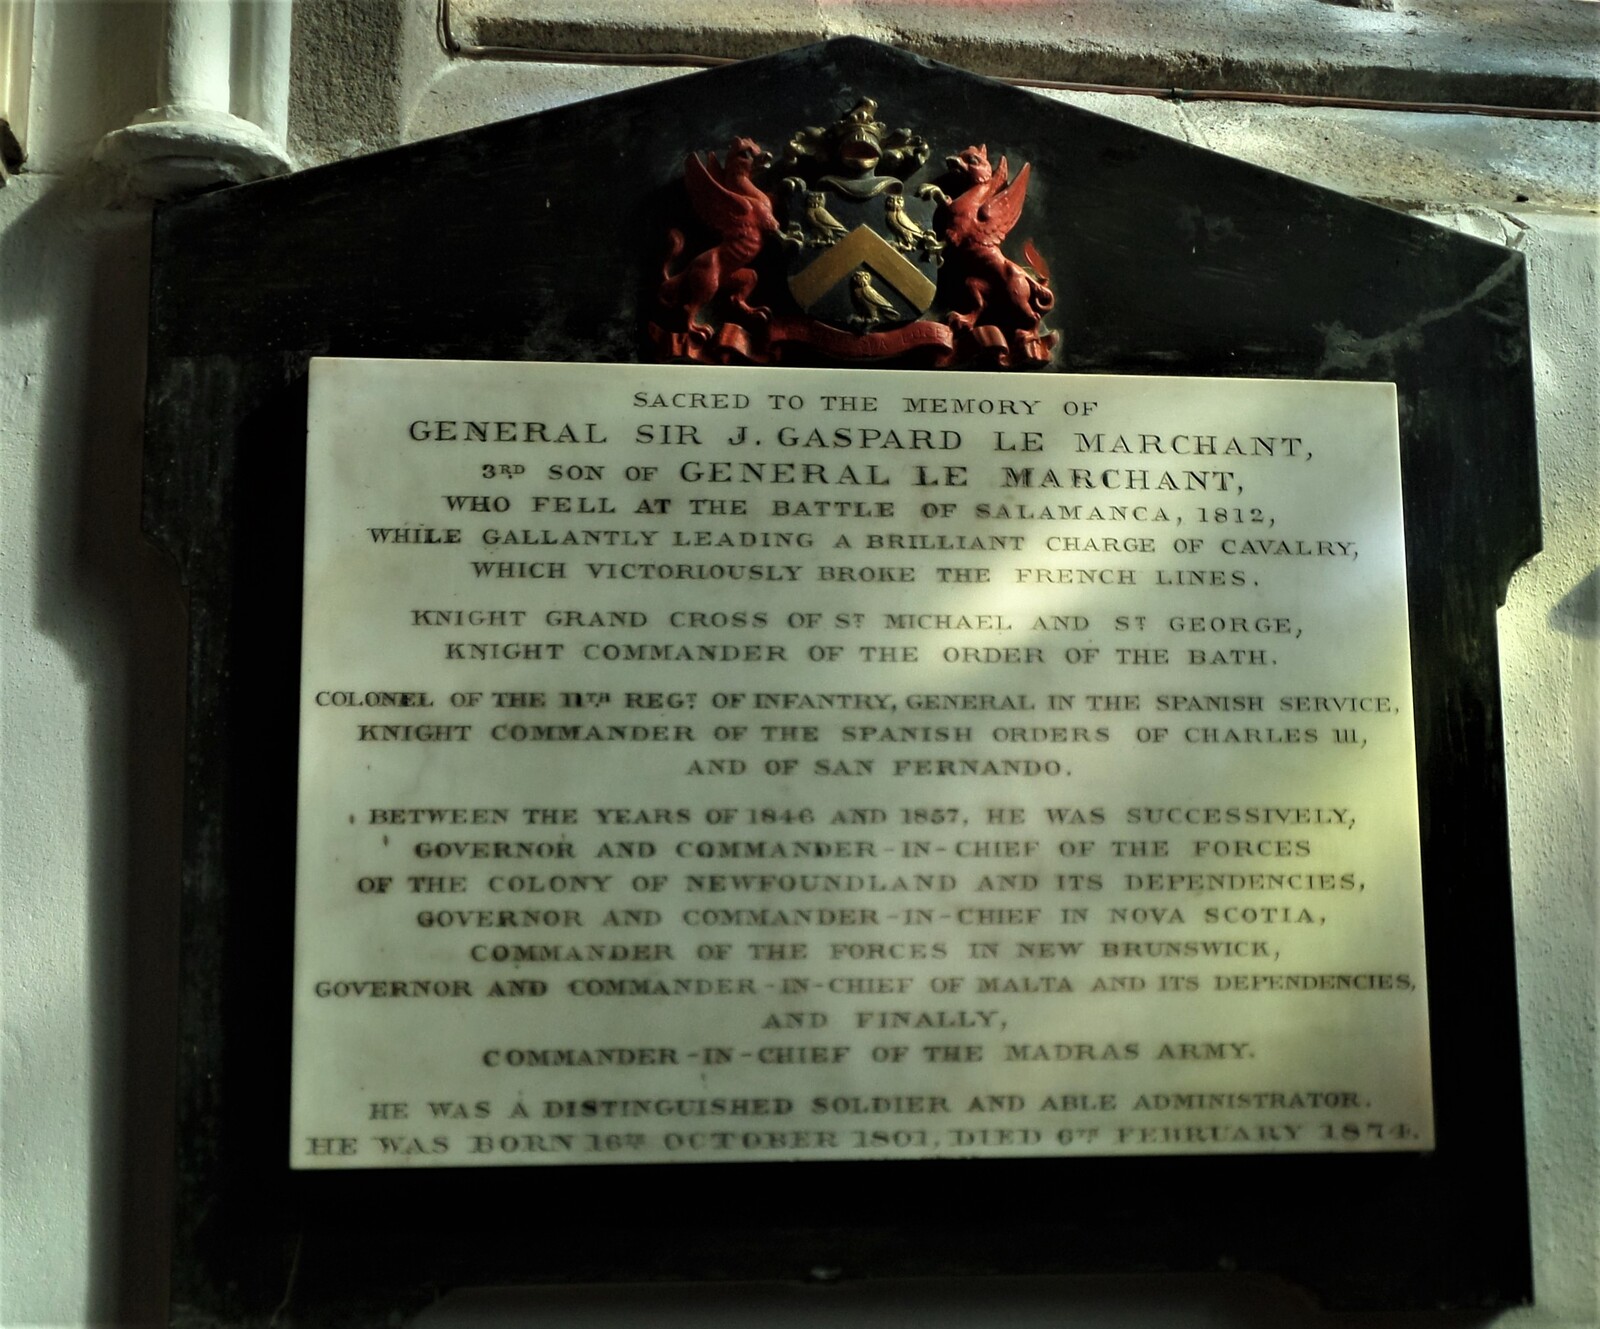 SACRED TO THE MEMORY OF
GENERAL SIR J. GASPARD LE MARCHANT,
3RD SON OF GENERAL LE MARCHANT,
WHO FELL AT THE BATTLE OF SALAMANCA, 1812,
WHILE GALLANTLY LEADING A BRILLIANT CHARGE OF CAVALRY,
WHICH VICTORIOUSLY BROKE THE FRENCH LINES.
KNIGHT GRAND CROSS OF ST MICHAEL AND ST GEORGE,
KNIGHT COMMANDER OF THE ORDER OF THE BATH.
COLONEL OF THE 11TH REGT OF INFANTRY, GENERAL IN THE SPANISH SERVICE,
KNIGHT COMMANDER OF THE SPANISH ORDERS OF CHARLES III,
AND OF SAN FERNANDO.
BETWEEN THE YEARS OF 1846 AND 1857, HE WAS SUCCESSIVELY,
GOVERNOR AND COMMANDER-IN-CHIEF OF THE FORCES
OF THE COLONY OF NEWFOUNDLAND AND ITS DEPENDENCIES,
GOVERNOR AND COMMANDER-IN-CHIEF IN NOVA SCOTIA,
COMMANDER OF THE FORCES IN NEW BRUNSWICK,
GOVERNOR AND COMMANDER-IN-CHIEF OF MALTA AND ITS DEPENDENCIES,
AND FINALLY,
COMMANDER-IN-CHIEF OF THE MADRAS ARMY.
HE WAS A DISTINGUISHED SOLDIER AND ABLE ADMINISTRATOR.
HE WAS BORN 16TH OCTOBER 1801, DIED 6TH FEBRUARY 1874.